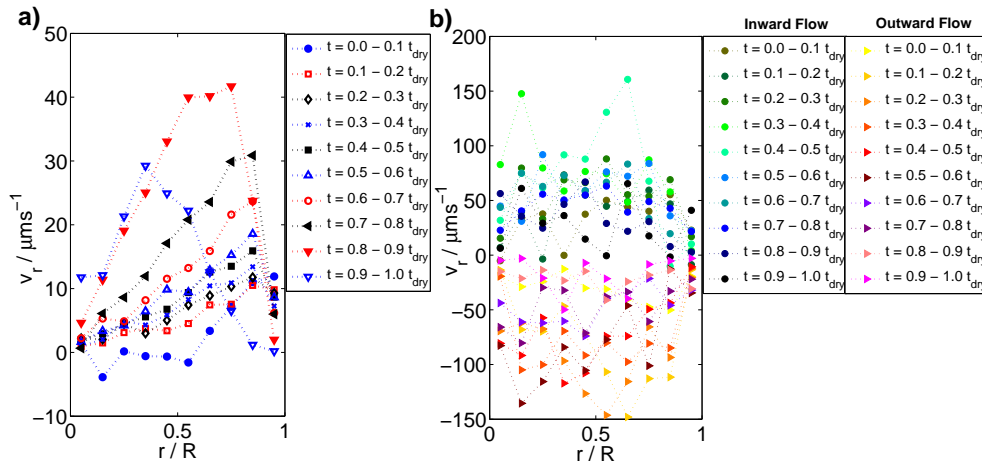 a)
50
40
30
20
10
0
−10
v_r / µms⁻¹
0
0.5
1
r / R
t = 0.0 − 0.1 t_dry
t = 0.1 − 0.2 t_dry
t = 0.2 − 0.3 t_dry
t = 0.3 − 0.4 t_dry
t = 0.4 − 0.5 t_dry
t = 0.5 − 0.6 t_dry
t = 0.6 − 0.7 t_dry
t = 0.7 − 0.8 t_dry
t = 0.8 − 0.9 t_dry
t = 0.9 − 1.0 t_dry
b)
200
150
100
50
0
−50
−100
−150
v_r / µms⁻¹
0
0.5
1
r / R
Inward Flow
t = 0.0 − 0.1 t_dry
t = 0.1 − 0.2 t_dry
t = 0.2 − 0.3 t_dry
t = 0.3 − 0.4 t_dry
t = 0.4 − 0.5 t_dry
t = 0.5 − 0.6 t_dry
t = 0.6 − 0.7 t_dry
t = 0.7 − 0.8 t_dry
t = 0.8 − 0.9 t_dry
t = 0.9 − 1.0 t_dry
Outward Flow
t = 0.0 − 0.1 t_dry
t = 0.1 − 0.2 t_dry
t = 0.2 − 0.3 t_dry
t = 0.3 − 0.4 t_dry
t = 0.4 − 0.5 t_dry
t = 0.5 − 0.6 t_dry
t = 0.6 − 0.7 t_dry
t = 0.7 − 0.8 t_dry
t = 0.8 − 0.9 t_dry
t = 0.9 − 1.0 t_dry